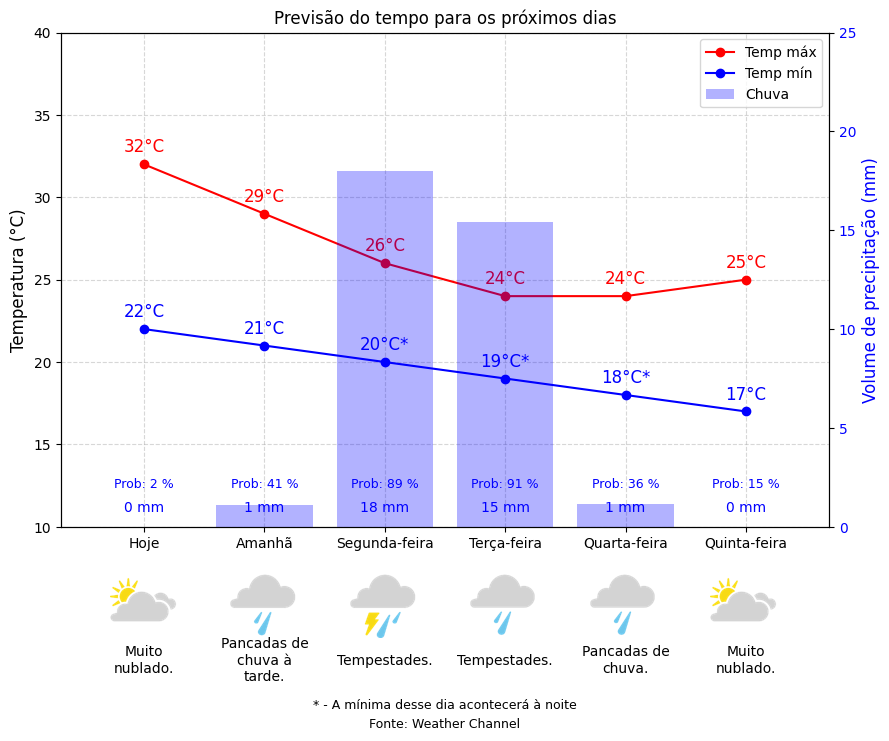 Previsão do tempo para os próximos dias
Temp máx
Temp mín
Chuva
Temperatura (°C)
Volume de precipitação (mm)
40
35
30
25
20
15
10
25
20
15
10
5
0
32°C
29°C
26°C
24°C
24°C
25°C
22°C
21°C
20°C*
19°C*
18°C*
17°C
Prob: 2 %
Prob: 41 %
Prob: 89 %
Prob: 91 %
Prob: 36 %
Prob: 15 %
0 mm
1 mm
18 mm
15 mm
1 mm
0 mm
Hoje
Amanhã
Segunda-feira
Terça-feira
Quarta-feira
Quinta-feira
Muito
nublado.
Pancadas de
chuva à
tarde.
Tempestades.
Tempestades.
Pancadas de
chuva.
Muito
nublado.
* - A mínima desse dia acontecerá à noite
Fonte: Weather Channel